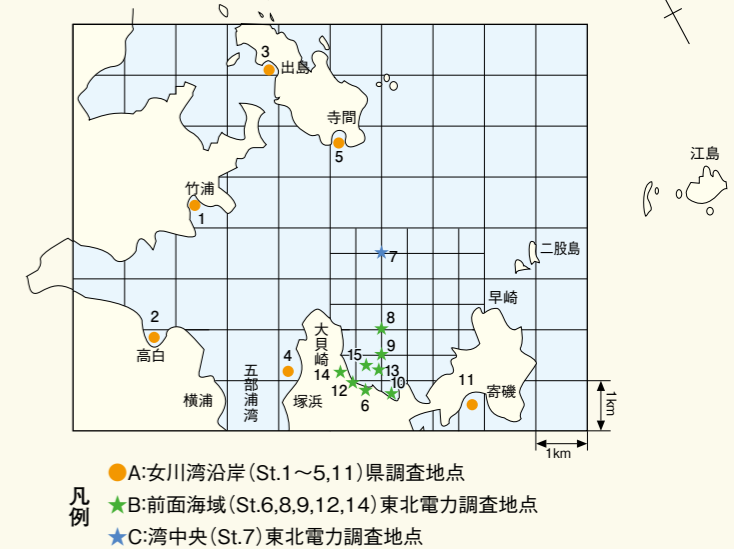 3
出島
寺間
5
江島
竹浦
1
7
二股島
早崎
2
高白
大貝崎
8
9
15
13
14
12
10
6
4
五部浦湾
横浦
塚浜
11
寄磯
1km
1km
凡例
A:女川湾沿岸(St.1〜5,11)県調査地点
B:前面海域(St.6,8,9,12,14)東北電力調査地点
C:湾中央(St.7)東北電力調査地点